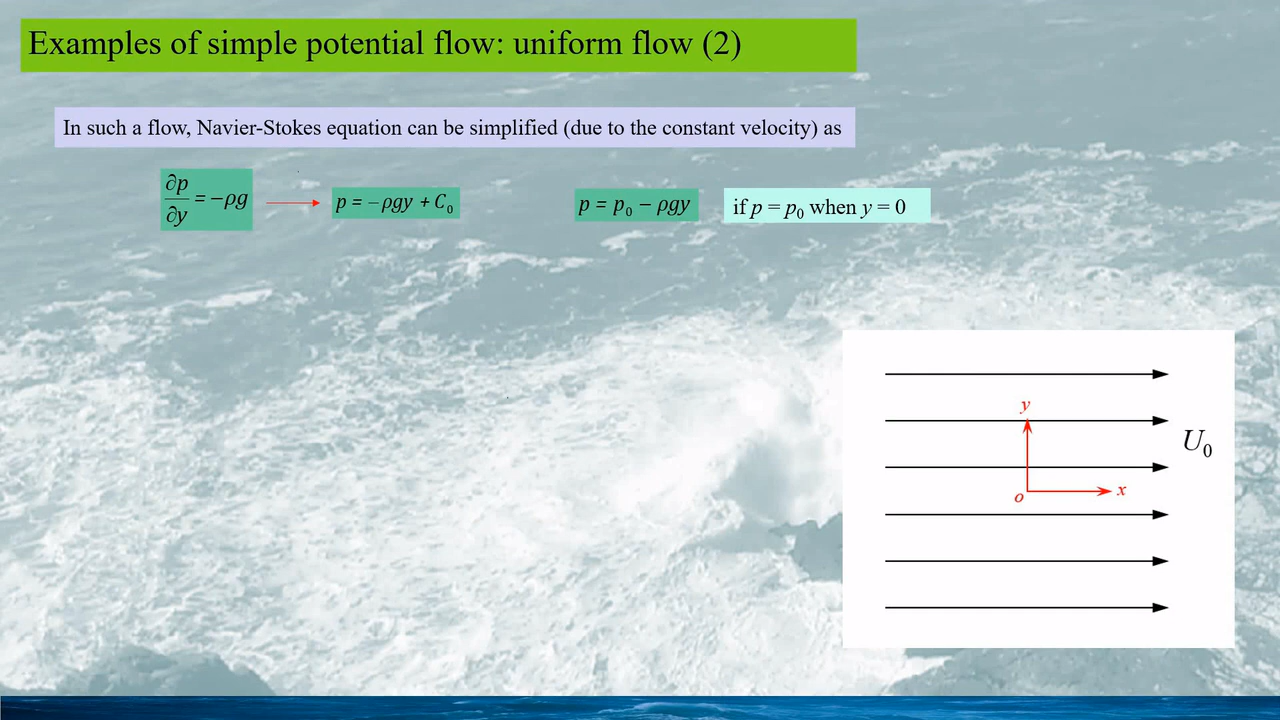 Examples of simple potential flow: uniform flow (2)
In such a flow, Navier-Stokes equation can be simplified (due to the constant velocity) as
∂p/∂y = −ρg
p = −ρgy + C₀
p = p₀ − ρgy
if p = p₀ when y = 0
y
U₀
o
x